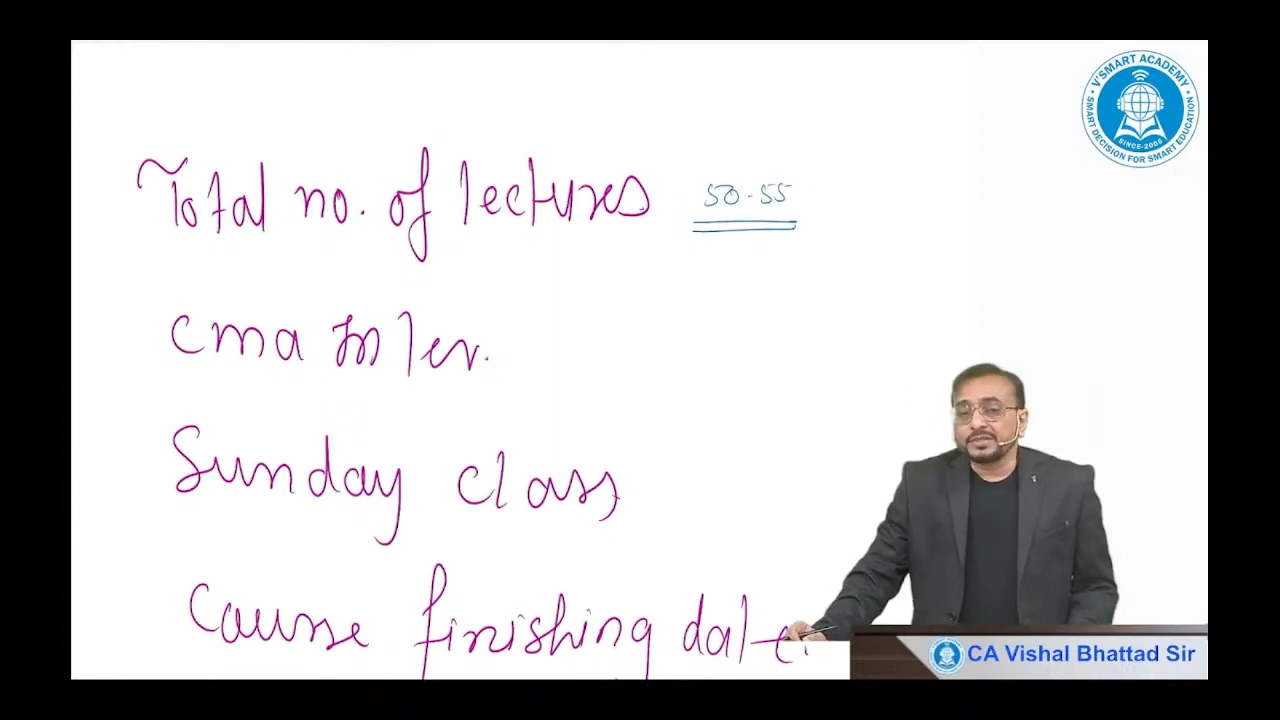 V'SMART ACADEMY
SMART DECISION FOR SMART EDUCATION
SINCE-2005
Total no. of lectures 50-55
Cma Inter.
Sunday class
Course finishing date.
CA Vishal Bhattad Sir